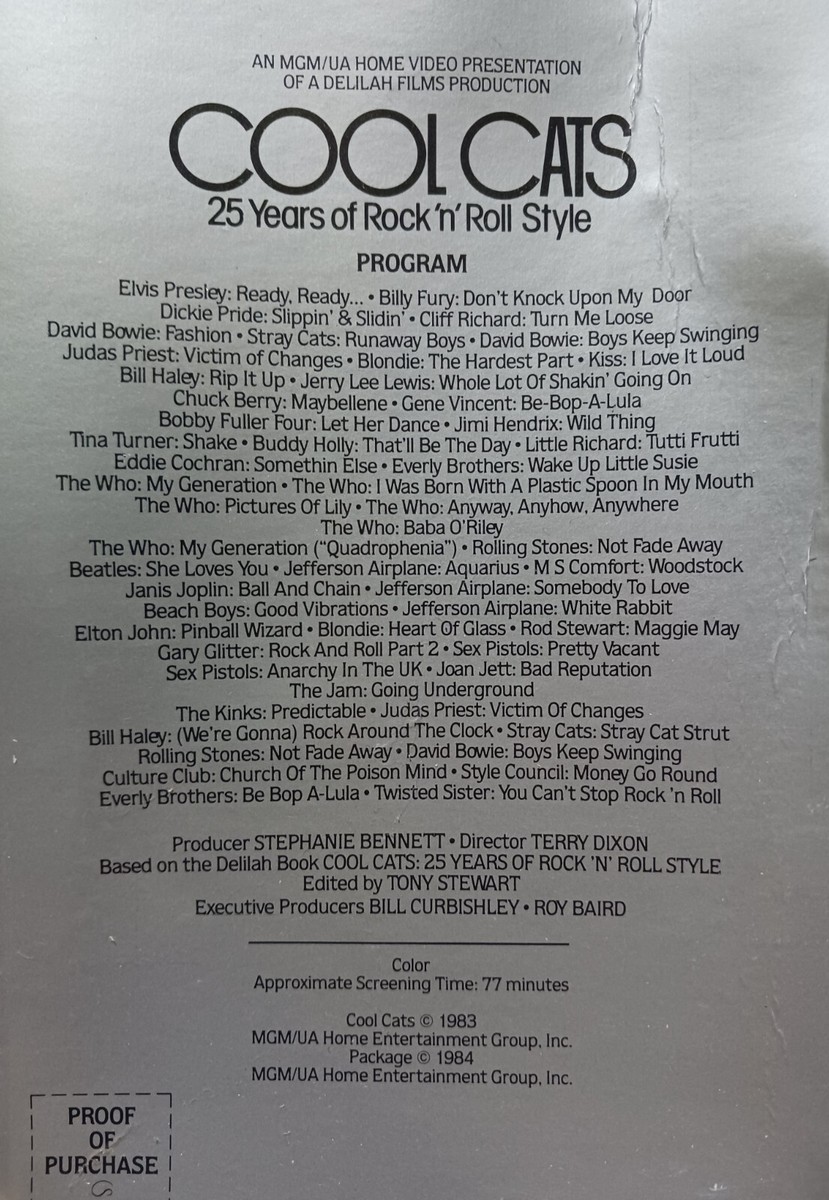 AN MGM/UA HOME VIDEO PRESENTATION
OF A DELILAH FILMS PRODUCTION
COOL CATS
25 Years of Rock 'n' Roll Style
PROGRAM
Elvis Presley: Ready, Ready... • Billy Fury: Don't Knock Upon My Door
Dickie Pride: Slippin' & Slidin' • Cliff Richard: Turn Me Loose
David Bowie: Fashion • Stray Cats: Runaway Boys • David Bowie: Boys Keep Swinging
Judas Priest: Victim of Changes • Blondie: The Hardest Part • Kiss: I Love It Loud
Bill Haley: Rip It Up • Jerry Lee Lewis: Whole Lot Of Shakin' Going On
Chuck Berry: Maybellene • Gene Vincent: Be-Bop-A-Lula
Bobby Fuller Four: Let Her Dance • Jimi Hendrix: Wild Thing
Tina Turner: Shake • Buddy Holly: That'll Be The Day • Little Richard: Tutti Frutti
Eddie Cochran: Somethin Else • Everly Brothers: Wake Up Little Susie
The Who: My Generation • The Who: I Was Born With A Plastic Spoon In My Mouth
The Who: Pictures Of Lily • The Who: Anyway, Anyhow, Anywhere
The Who: Baba O'Riley
The Who: My Generation ("Quadrophenia") • Rolling Stones: Not Fade Away
Beatles: She Loves You • Jefferson Airplane: Aquarius • M S Comfort: Woodstock
Janis Joplin: Ball And Chain • Jefferson Airplane: Somebody To Love
Beach Boys: Good Vibrations • Jefferson Airplane: White Rabbit
Elton John: Pinball Wizard • Blondie: Heart Of Glass • Rod Stewart: Maggie May
Gary Glitter: Rock And Roll Part 2 • Sex Pistols: Pretty Vacant
Sex Pistols: Anarchy In The UK • Joan Jett: Bad Reputation
The Jam: Going Underground
The Kinks: Predictable • Judas Priest: Victim Of Changes
Bill Haley: (We're Gonna) Rock Around The Clock • Stray Cats: Stray Cat Strut
Rolling Stones: Not Fade Away • David Bowie: Boys Keep Swinging
Culture Club: Church Of The Poison Mind • Style Council: Money Go Round
Everly Brothers: Be Bop A-Lula • Twisted Sister: You Can't Stop Rock 'n Roll
Producer STEPHANIE BENNETT • Director TERRY DIXON
Based on the Delilah Book COOL CATS: 25 YEARS OF ROCK 'N' ROLL STYLE
Edited by TONY STEWART
Executive Producers BILL CURBISHLEY • ROY BAIRD
Color
Approximate Screening Time: 77 minutes
Cool Cats © 1983
MGM/UA Home Entertainment Group, Inc.
Package © 1984
MGM/UA Home Entertainment Group, Inc.
PROOF
OF
PURCHASE